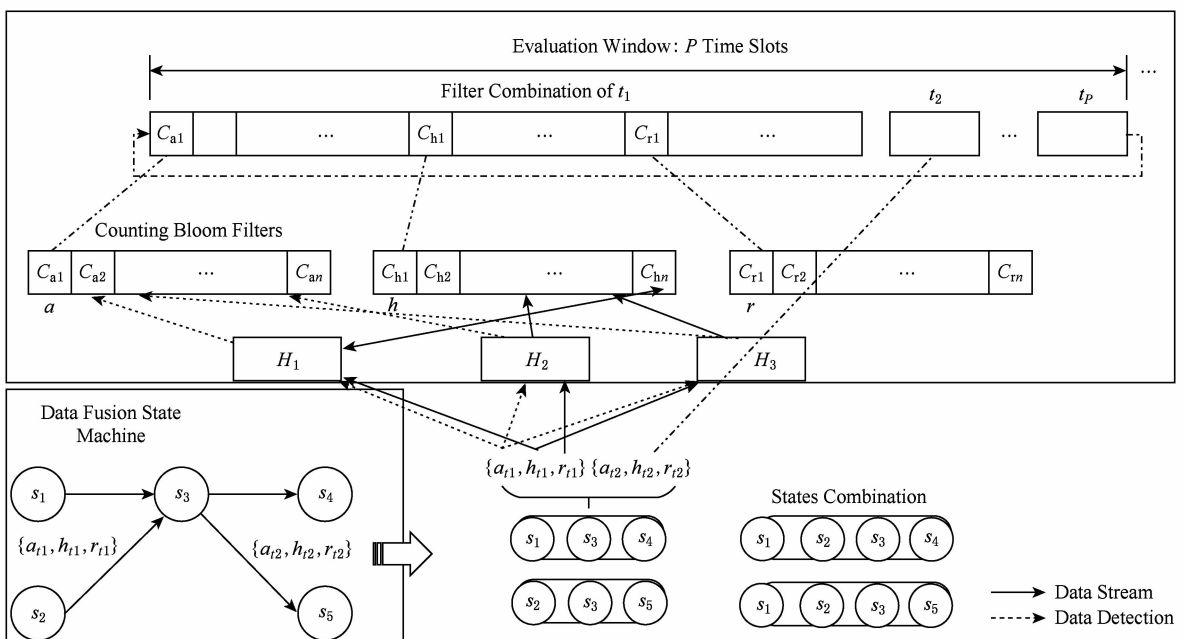 Evaluation Window: P Time Slots
...
Filter Combination of t1
t2
tP
Ca1
...
Ch1
...
Cr1
...
...
Counting Bloom Filters
Ca1 Ca2 ... Can
Ch1 Ch2 ... Chn
Cr1 Cr2 ... Crn
a
h
r
H1
H2
H3
Data Fusion State
Machine
s1
s3
s4
{at1, ht1, rt1}
{at2, ht2, rt2}
s2
s5
{at1, ht1, rt1} {at2, ht2, rt2}
s1 s3 s4
s2 s3 s5
States Combination
s1 s2 s3 s4
s1 s2 s3 s5
Data Stream
Data Detection